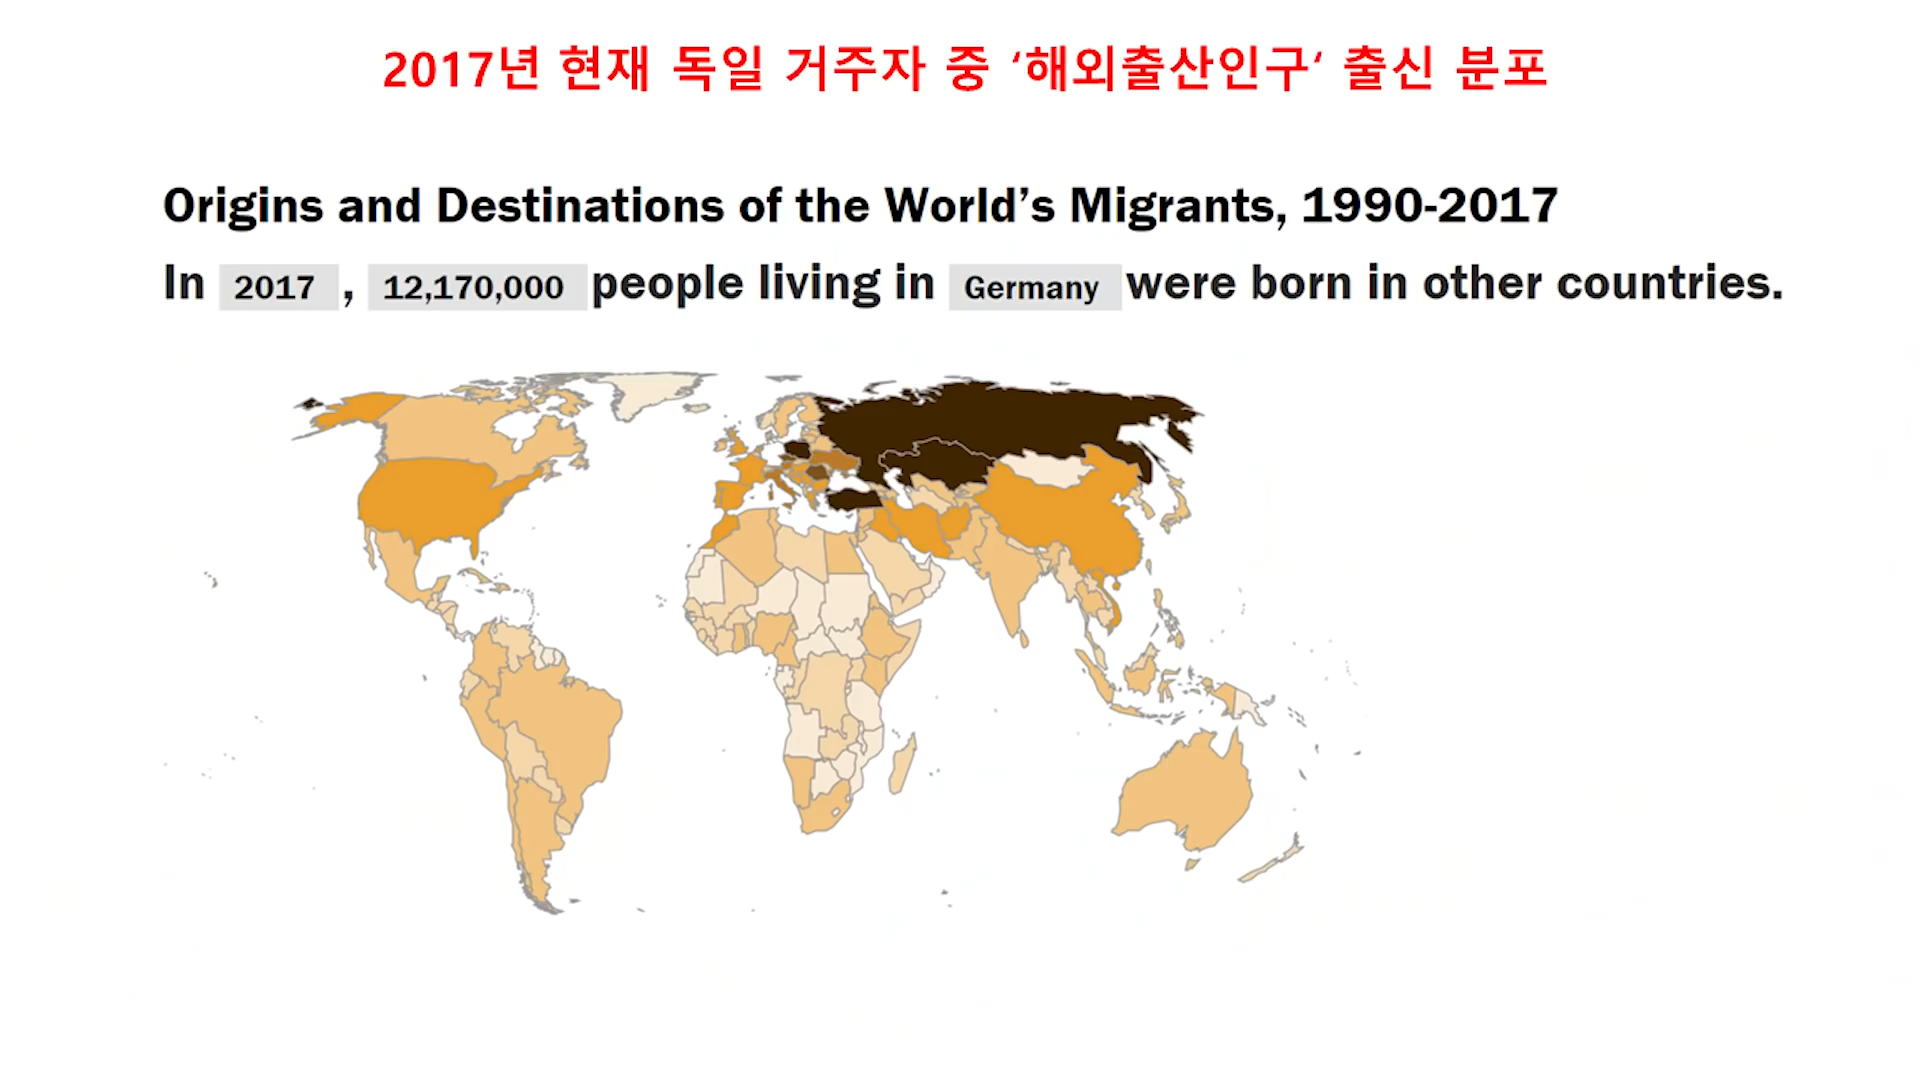 2017년 현재 독일 거주자 중 ‘해외출산인구‘ 출신 분포
Origins and Destinations of the World’s Migrants, 1990-2017
In 2017 , 12,170,000 people living in Germany were born in other countries.